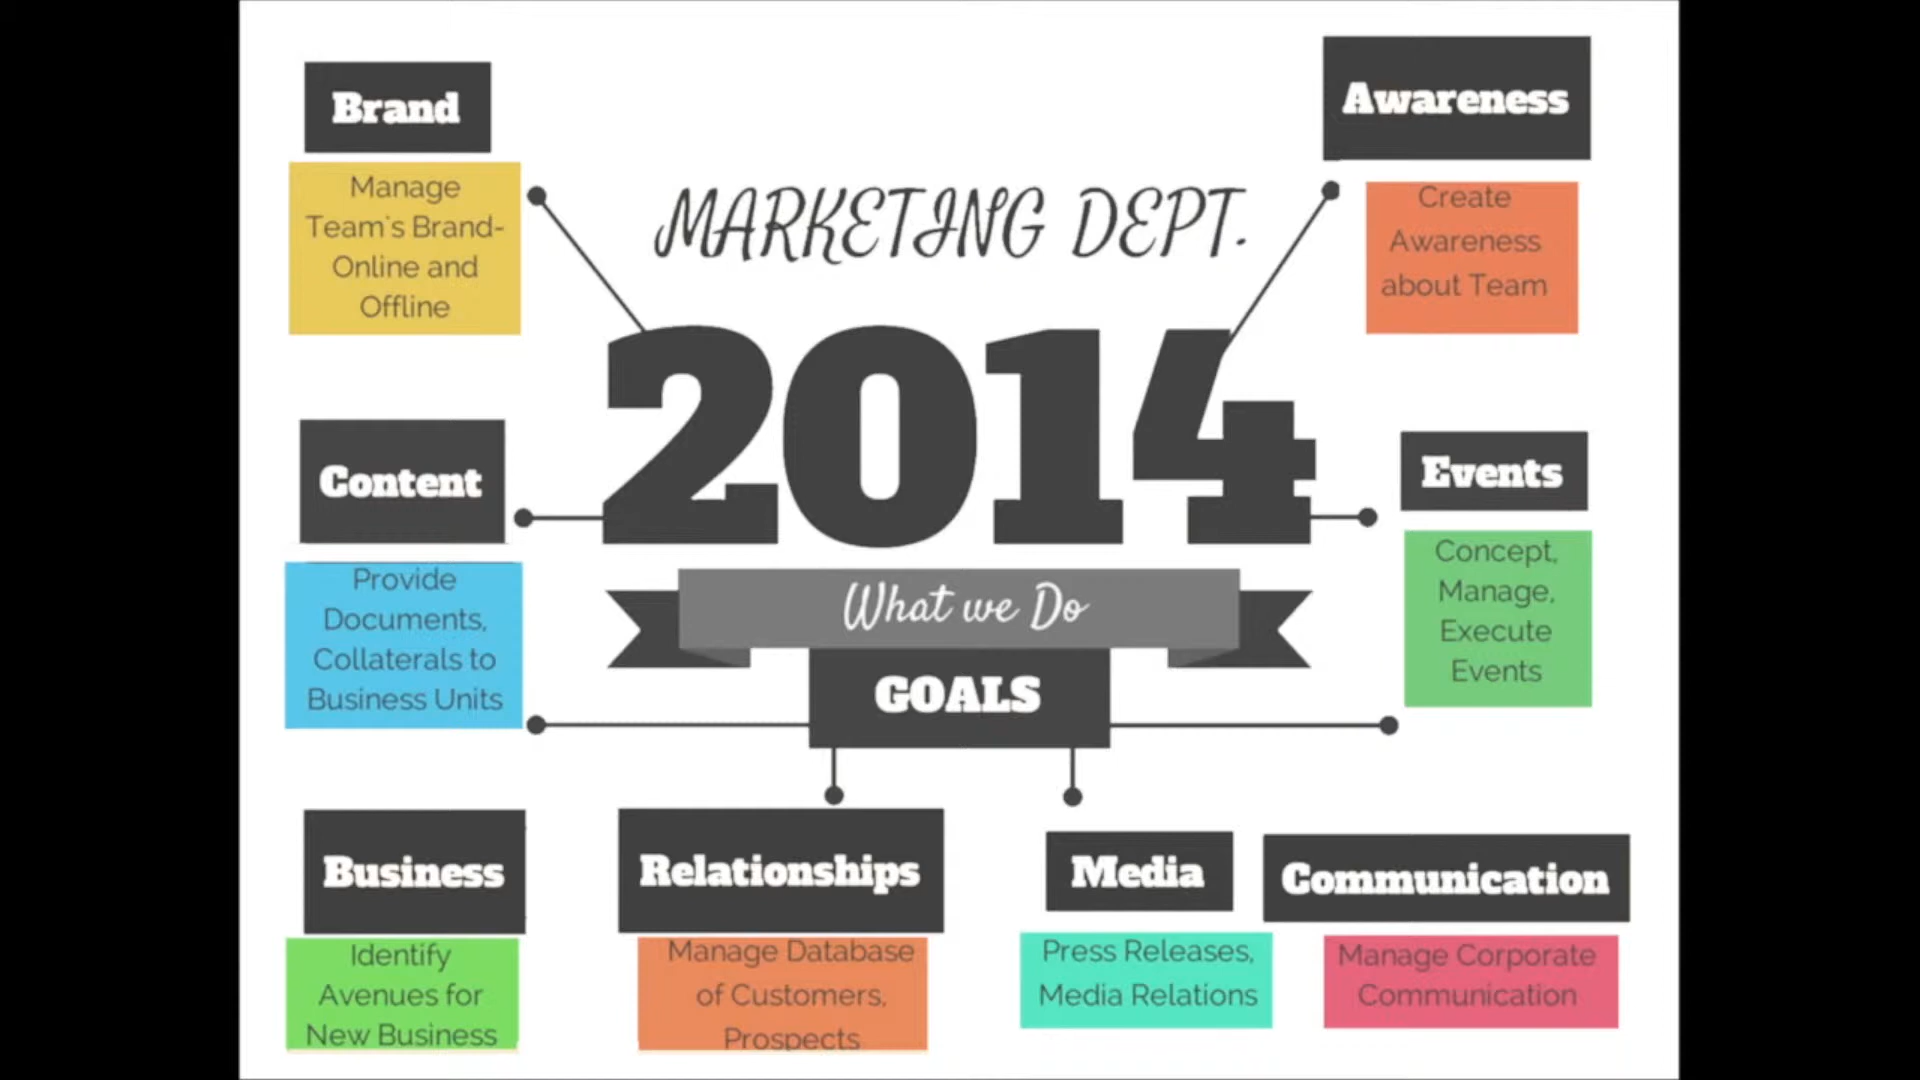 Brand
Manage
Team's Brand-
Online and
Offline
MARKETING DEPT.
Awareness
Create
Awareness
about Team
2014
Content
Provide
Documents,
Collaterals to
Business Units
Events
Concept,
Manage,
Execute
Events
What we Do
GOALS
Business
Identify
Avenues for
New Business
Relationships
Manage Database
of Customers,
Prospects
Media
Press Releases,
Media Relations
Communication
Manage Corporate
Communication